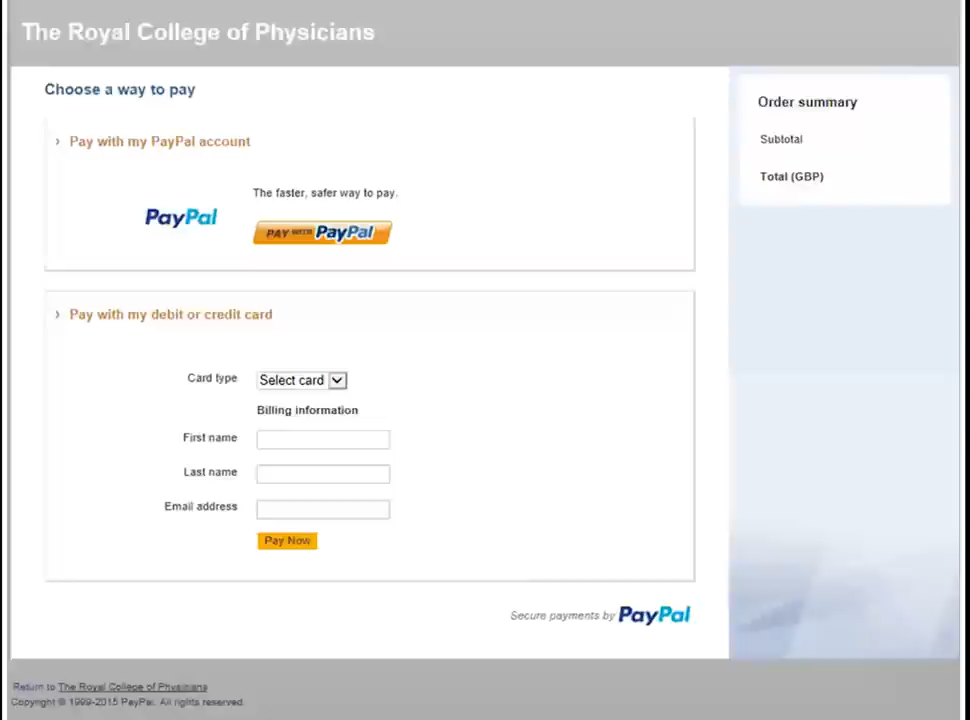 The Royal College of Physicians
Choose a way to pay
Order summary
Subtotal
Total (GBP)
› Pay with my PayPal account
The faster, safer way to pay.
PayPal
PAY WITH PayPal
› Pay with my debit or credit card
Card type Select card
Billing information
First name
Last name
Email address
Pay Now
Secure payments by PayPal
Return to The Royal College of Physicians
Copyright © 1999-2015 PayPal. All rights reserved.